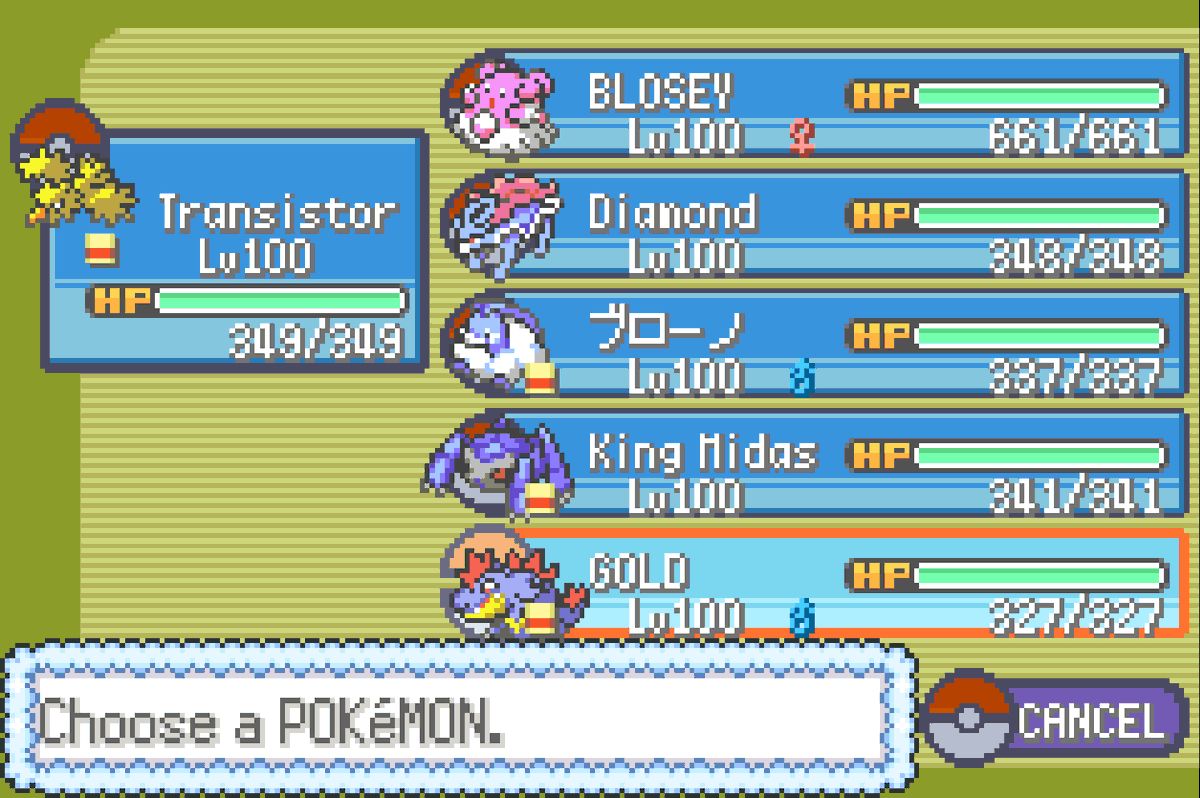 Transistor
Lv100
HP
349/349
BLOSEY
HP
Lv100 ♀
661/661
Diamond
HP
Lv100
348/348
ブローノ
HP
Lv100 ♂
337/337
King Midas
HP
Lv100
341/341
GOLD
HP
Lv100 ♂
327/327
Choose a POKéMON.
CANCEL